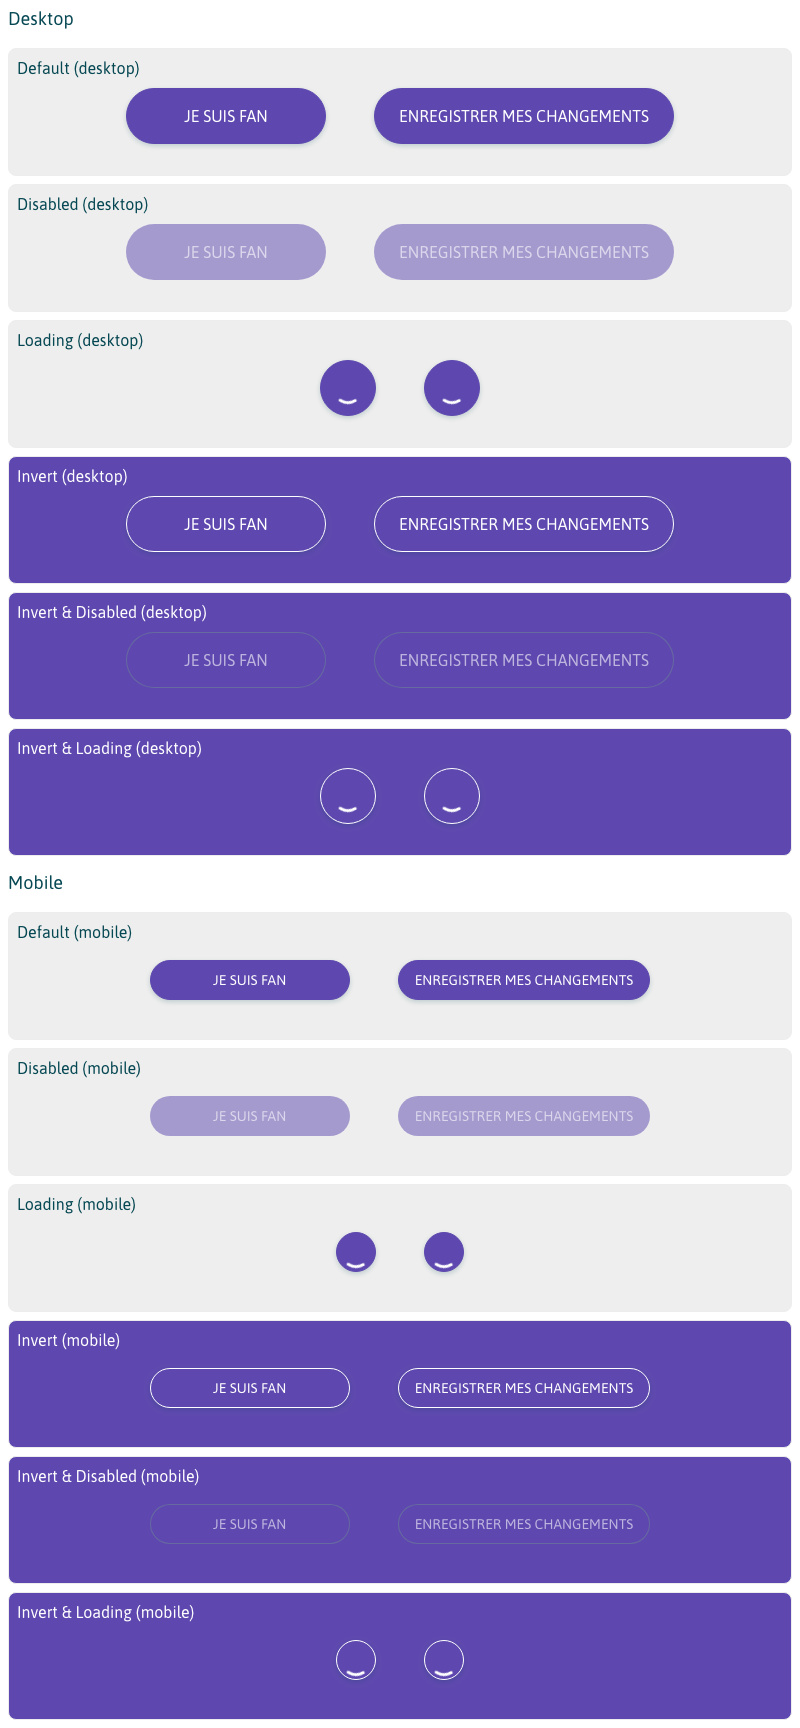 Desktop
Default (desktop)
JE SUIS FAN
ENREGISTRER MES CHANGEMENTS
Disabled (desktop)
JE SUIS FAN
ENREGISTRER MES CHANGEMENTS
Loading (desktop)
Invert (desktop)
JE SUIS FAN
ENREGISTRER MES CHANGEMENTS
Invert & Disabled (desktop)
JE SUIS FAN
ENREGISTRER MES CHANGEMENTS
Invert & Loading (desktop)
Mobile
Default (mobile)
JE SUIS FAN
ENREGISTRER MES CHANGEMENTS
Disabled (mobile)
JE SUIS FAN
ENREGISTRER MES CHANGEMENTS
Loading (mobile)
Invert (mobile)
JE SUIS FAN
ENREGISTRER MES CHANGEMENTS
Invert & Disabled (mobile)
JE SUIS FAN
ENREGISTRER MES CHANGEMENTS
Invert & Loading (mobile)